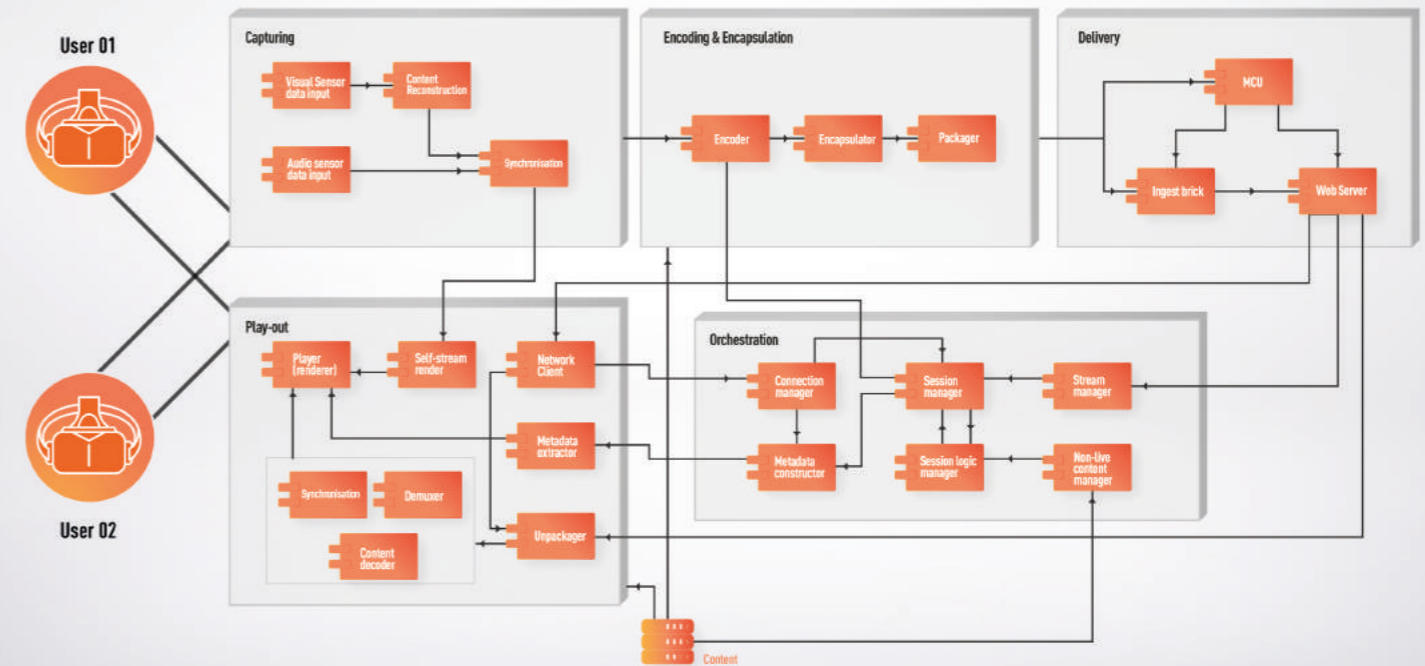 User 01
Capturing
Visual Sensor
data input
Content
Reconstruction
Audio sensor
data input
Synchronisation
Encoding & Encapsulation
Encoder
Encapsulator
Packager
Delivery
MCU
Ingest brick
Web Server
User 02
Play-out
Player
(renderer)
Self-stream
render
Network
Client
Metadata
extractor
Synchronisation
Demuxer
Content
decoder
Unpackager
Orchestration
Connection
manager
Session
manager
Stream
manager
Metadata
constructor
Session logic
manager
Non-live
content
manager
Content